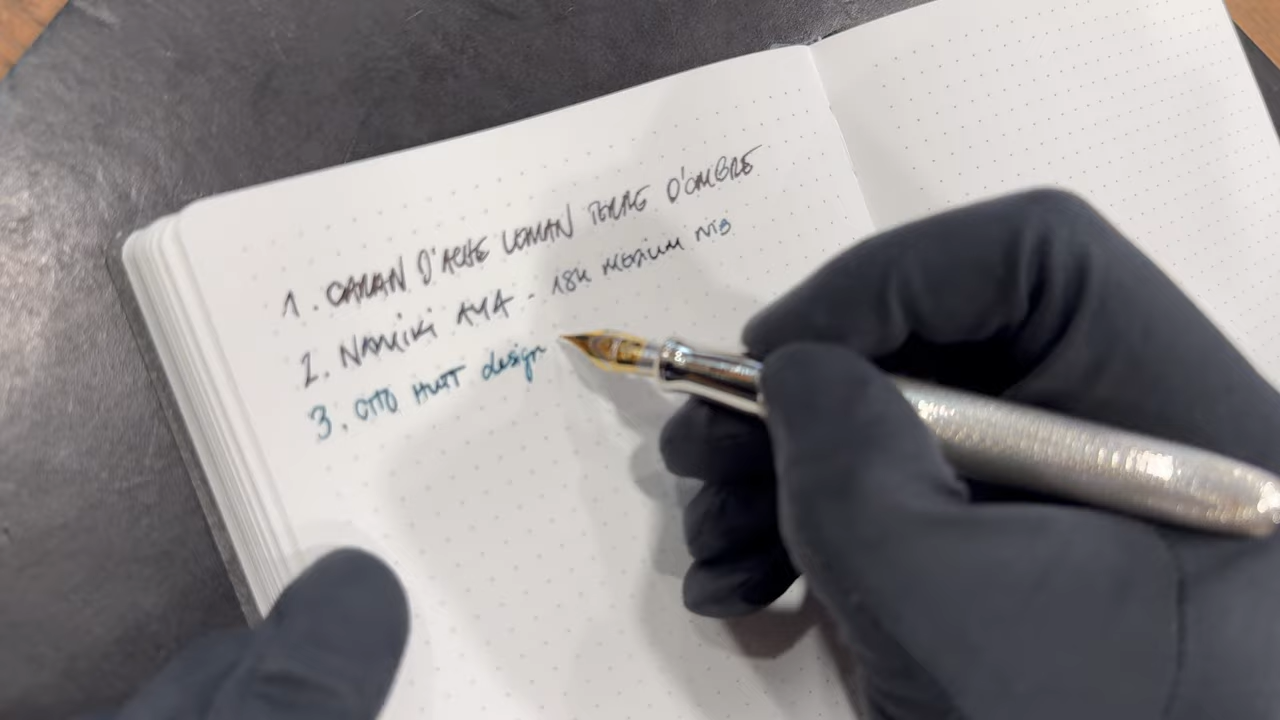 1. CARAN D'ACHE LEMAN TERRE D'OMBRE
2. NAMIKI AYA - 18K MEDIUM NIB
3. OTTO HUTT design